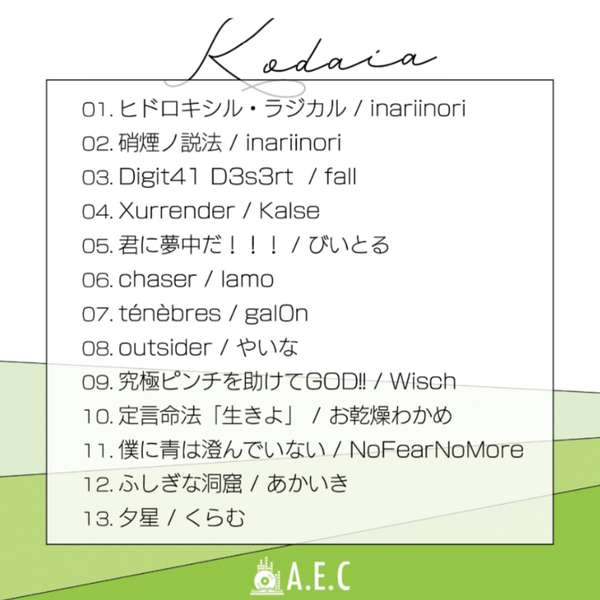 Kodaia
01. ヒドロキシル・ラジカル / inariinori
02. 硝煙ノ説法 / inariinori
03. Digit41 D3s3rt / fall
04. Xurrender / Kalse
05. 君に夢中だ！！！ / びいとる
06. chaser / lamo
07. ténèbres / galOn
08. outsider / やいな
09. 究極ピンチを助けてGOD!! / Wisch
10. 定言命法「生きよ」 / お乾燥わかめ
11. 僕に青は澄んでいない / NoFearNoMore
12. ふしぎな洞窟 / あかいき
13. 夕星 / くらむ
A.E.C